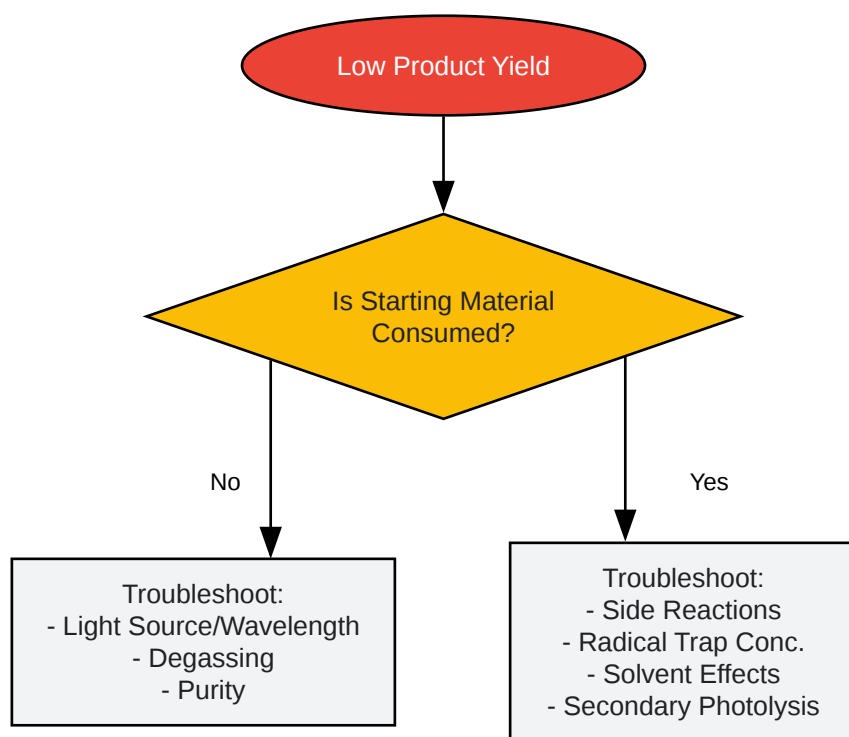 Low Product Yield
Is Starting Material
Consumed?
No
Yes
Troubleshoot:
- Light Source/Wavelength
- Degassing
- Purity
Troubleshoot:
- Side Reactions
- Radical Trap Conc.
- Solvent Effects
- Secondary Photolysis